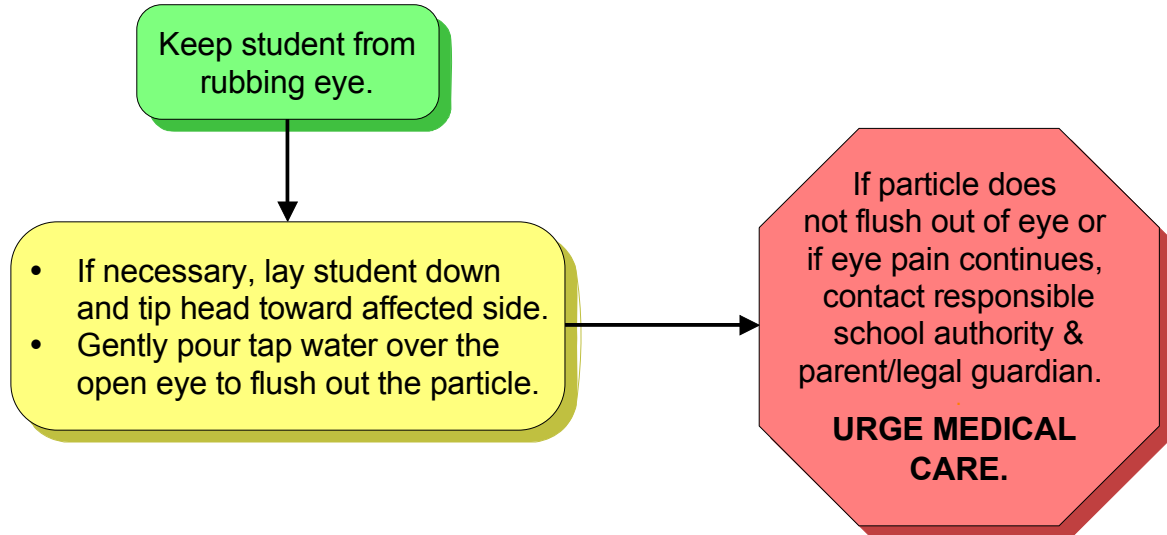 Keep student from
rubbing eye.
• If necessary, lay student down
and tip head toward affected side.
• Gently pour tap water over the
open eye to flush out the particle.
If particle does
not flush out of eye or
if eye pain continues,
contact responsible
school authority &
parent/legal guardian.
URGE MEDICAL
CARE.